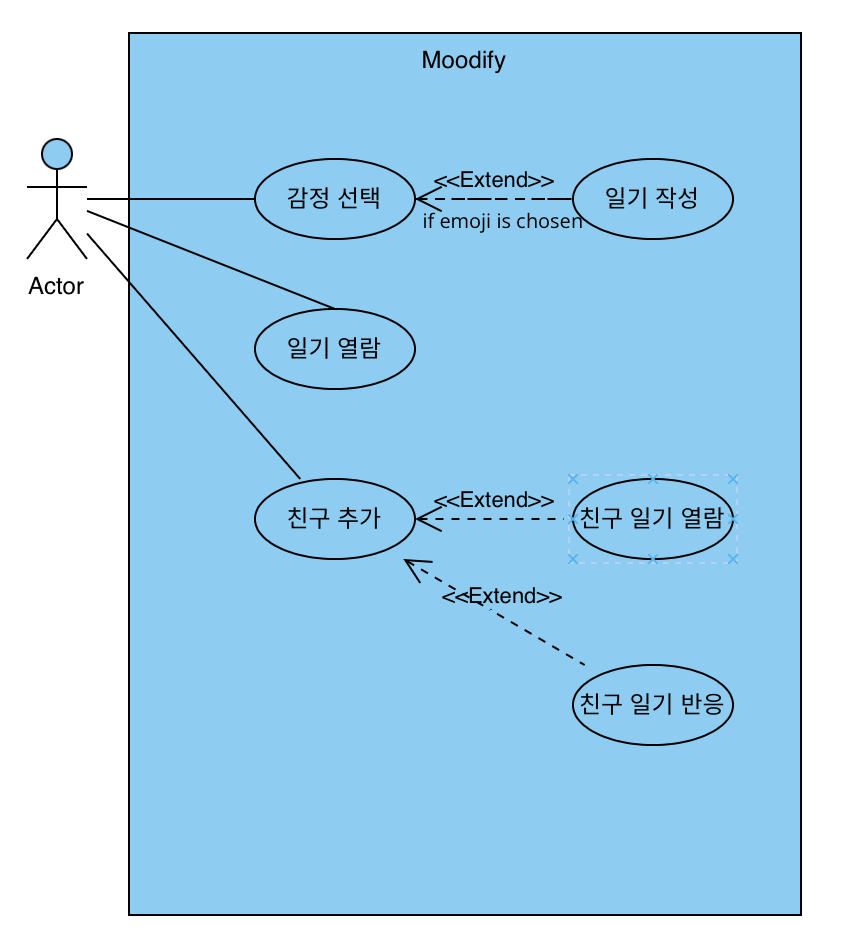 Moodify
Actor
감정 선택
<<Extend>>
if emoji is chosen
일기 작성
일기 열람
친구 추가
<<Extend>>
친구 일기 열람
<<Extend>>
친구 일기 반응